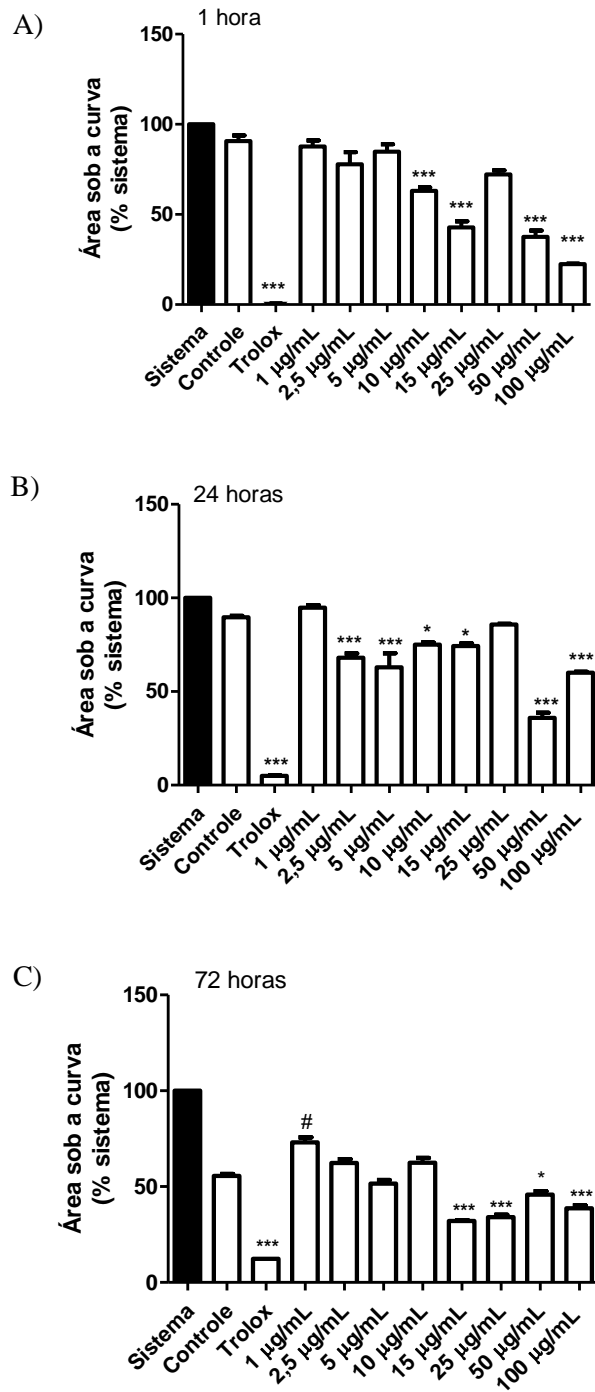 A)
1 hora
Área sob a curva
(% sistema)
150
100
50
0
***
***
***
***
***
Sistema
Controle
Trolox
1 µg/mL
2,5 µg/mL
5 µg/mL
10 µg/mL
15 µg/mL
25 µg/mL
50 µg/mL
100 µg/mL
B)
24 horas
Área sob a curva
(% sistema)
150
100
50
0
***
***
***
*
*
***
***
Sistema
Controle
Trolox
1 µg/mL
2,5 µg/mL
5 µg/mL
10 µg/mL
15 µg/mL
25 µg/mL
50 µg/mL
100 µg/mL
C)
72 horas
Área sob a curva
(% sistema)
150
100
50
0
***
#
***
***
*
***
Sistema
Controle
Trolox
1 µg/mL
2,5 µg/mL
5 µg/mL
10 µg/mL
15 µg/mL
25 µg/mL
50 µg/mL
100 µg/mL